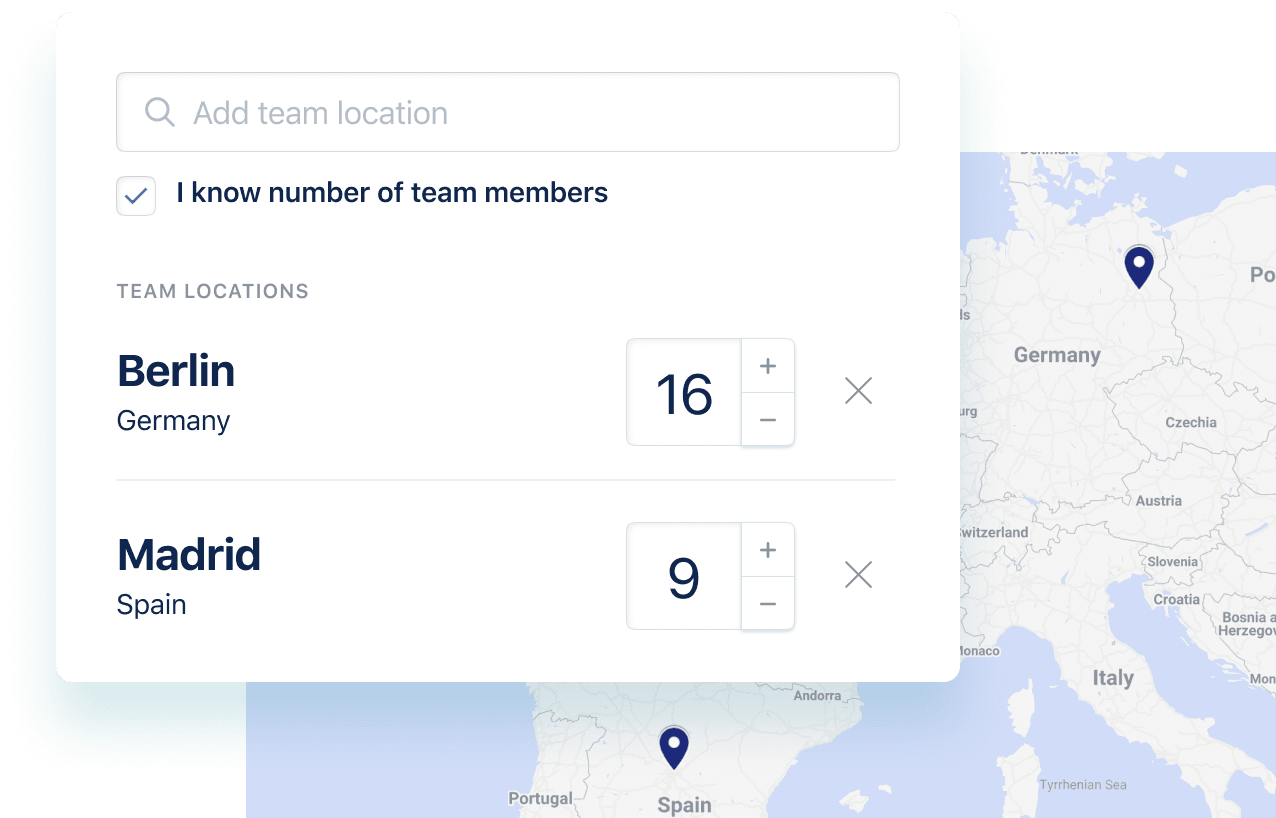 Add team location
I know number of team members
TEAM LOCATIONS
Berlin
Germany
16
+
−
Madrid
Spain
9
+
−
Denmark
Po
ls
Germany
urg
Czechia
Austria
witzerland
Slovenia
Croatia
Bosnia a
Herzegov
Monaco
Italy
Mon
Andorra
Tyrrhenian Sea
Portugal
Spain